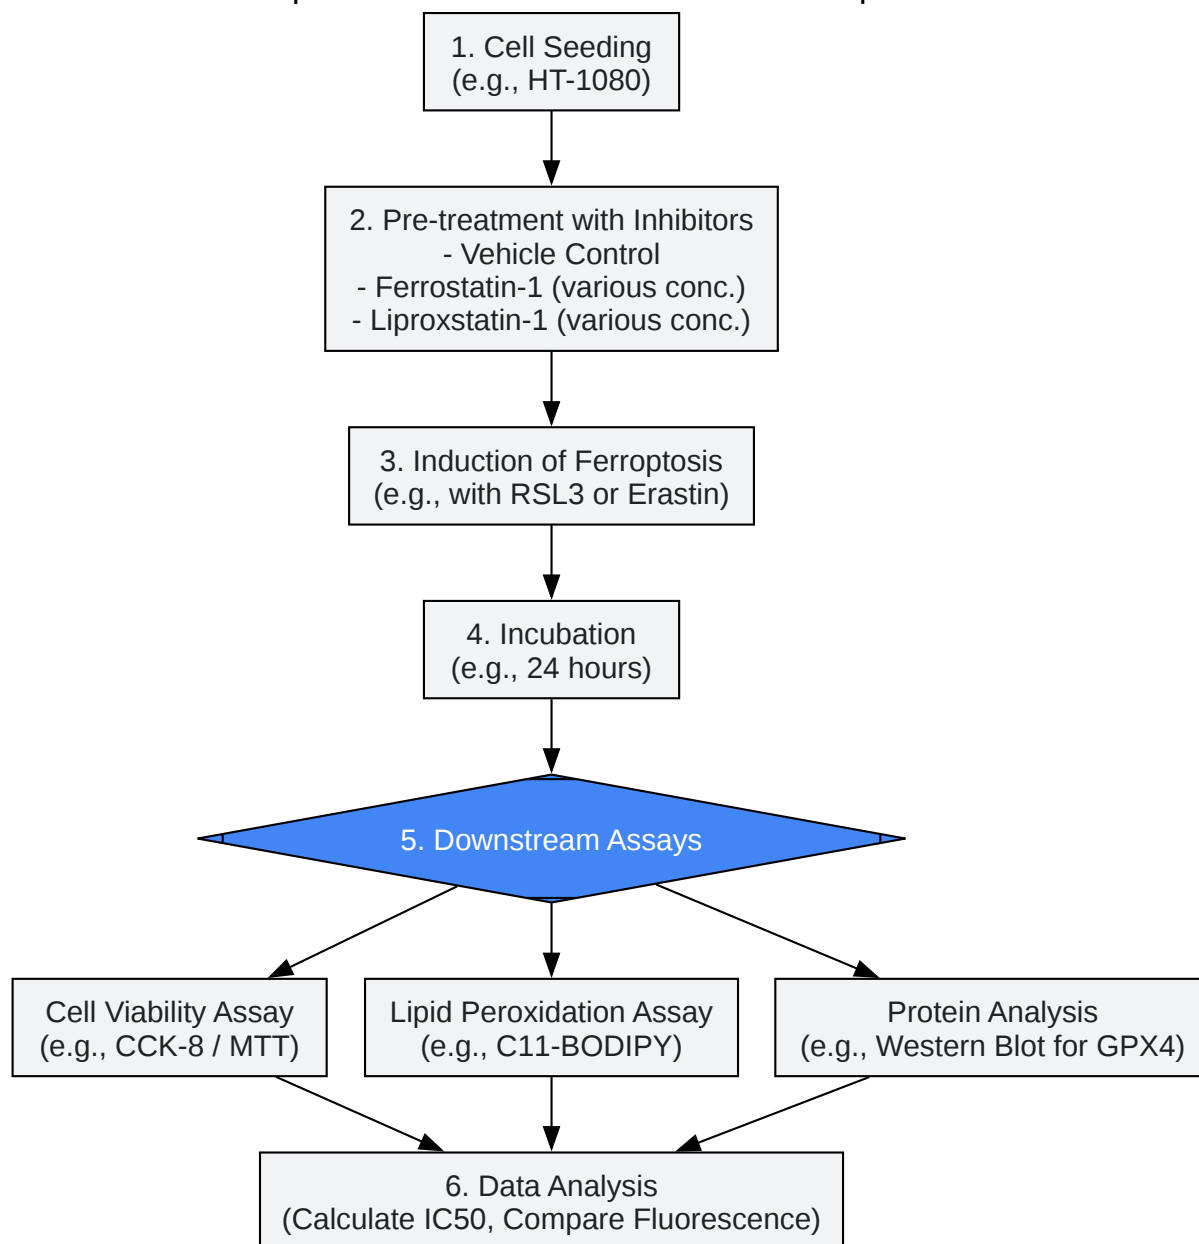 1. Cell Seeding
(e.g., HT-1080)
2. Pre-treatment with Inhibitors
- Vehicle Control
- Ferrostatin-1 (various conc.)
- Liproxstatin-1 (various conc.)
3. Induction of Ferroptosis
(e.g., with RSL3 or Erastin)
4. Incubation
(e.g., 24 hours)
5. Downstream Assays
Cell Viability Assay
(e.g., CCK-8 / MTT)
Lipid Peroxidation Assay
(e.g., C11-BODIPY)
Protein Analysis
(e.g., Western Blot for GPX4)
6. Data Analysis
(Calculate IC50, Compare Fluorescence)